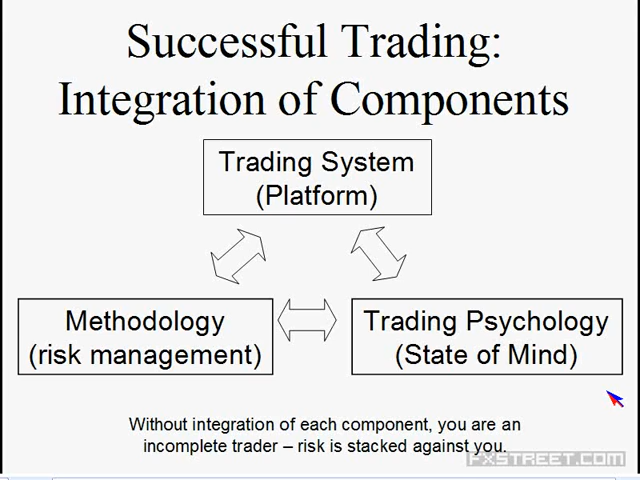 Successful Trading:
Integration of Components
Trading System
(Platform)
Methodology
(risk management)
Trading Psychology
(State of Mind)
Without integration of each component, you are an
incomplete trader – risk is stacked against you.
FXSTREET.COM